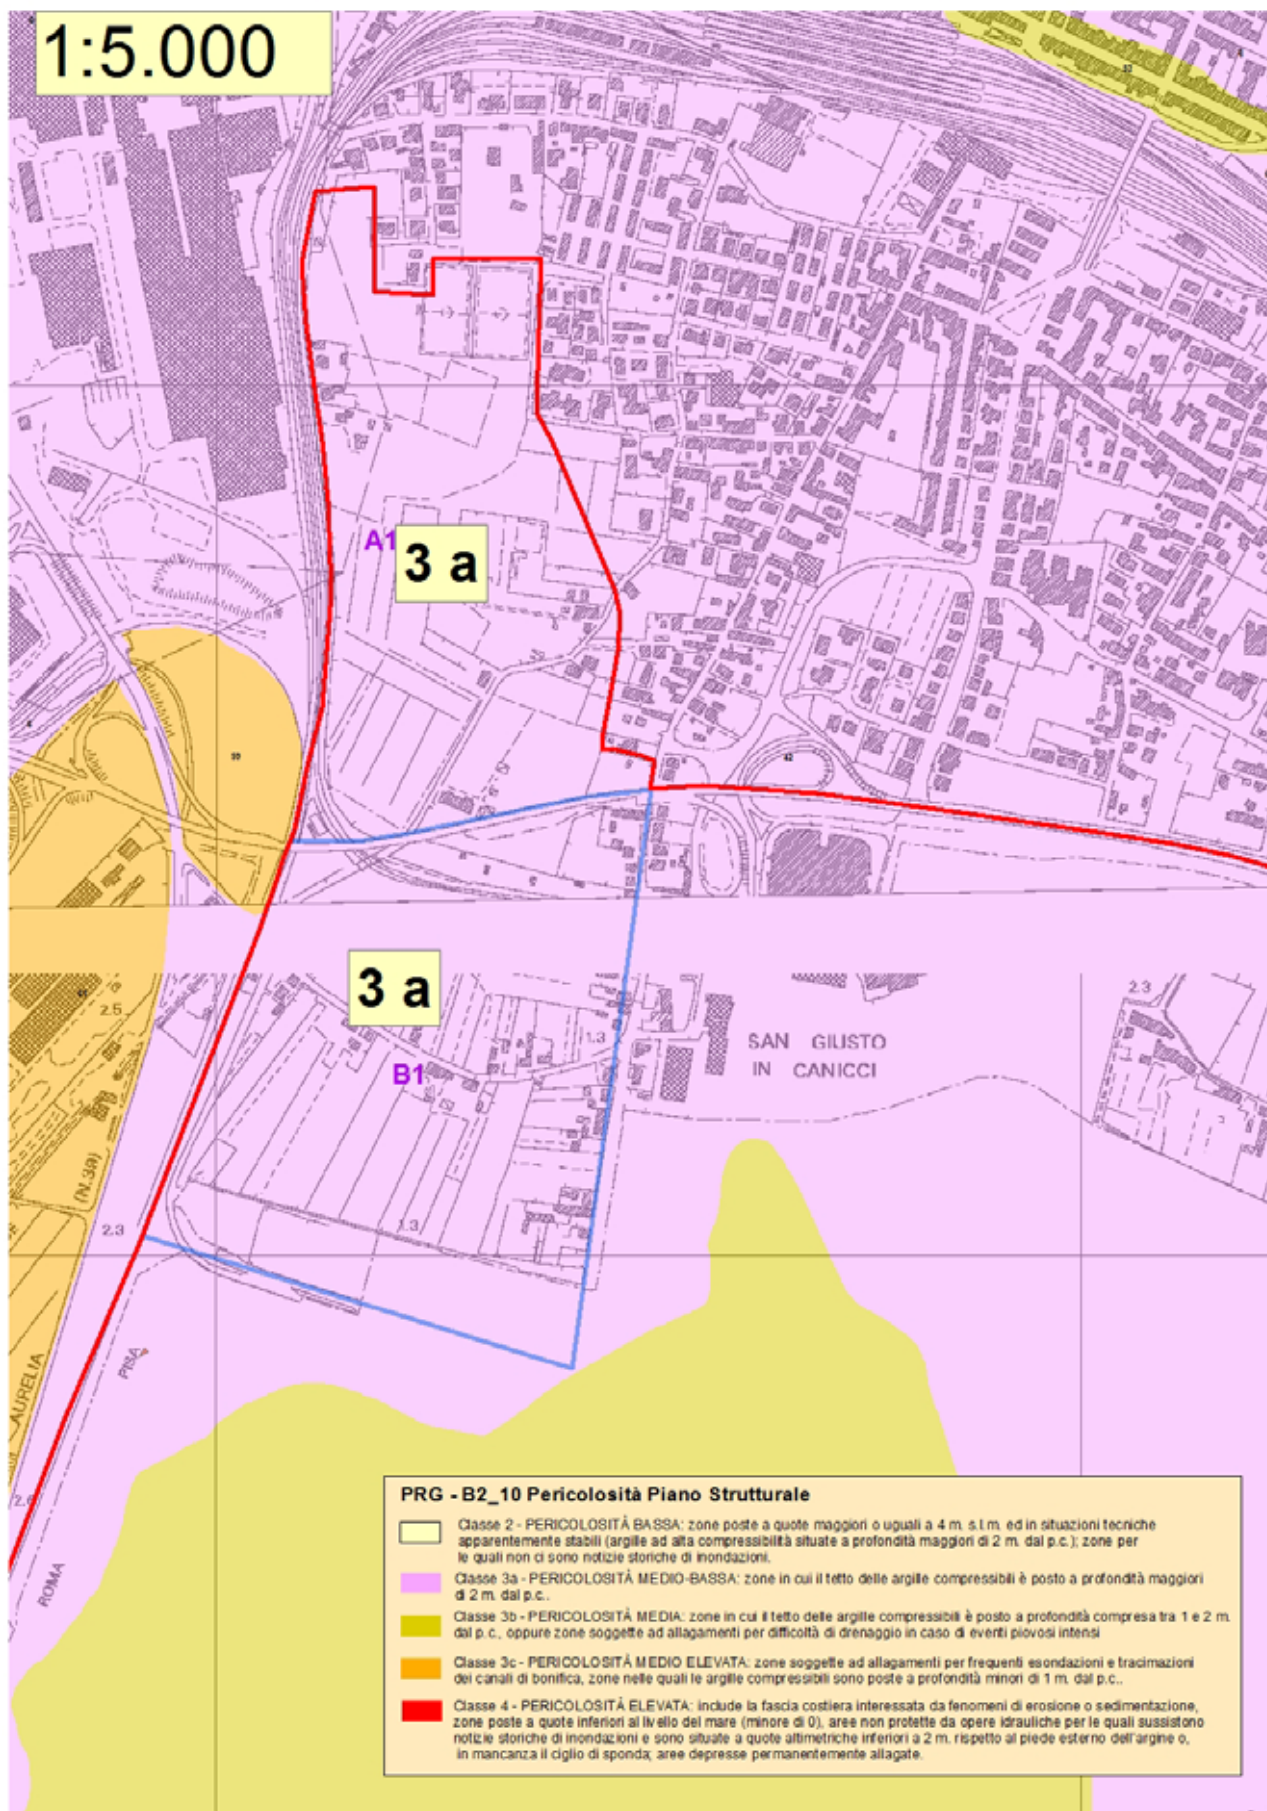 1:5.000
33
A1
3 a
99
42
3 a
2.5
1.3
2.3
SAN GIUSTO
IN CANICCI
B1
(N.39)
2.3
1.3
AURELIA
PISA
2.6
ROMA
PRG - B2_10 Pericolosità Piano Strutturale
Classe 2 - PERICOLOSITÀ BASSA: zone poste a quote maggiori o uguali a 4 m. s.l.m. ed in situazioni tecniche
apparentemente stabili (argille ad alta compressibilità situate a profondità maggiori di 2 m. dal p.c.); zone per
le quali non ci sono notizie storiche di inondazioni.
Classe 3a - PERICOLOSITÀ MEDIO-BASSA: zone in cui il tetto delle argille compressibili è posto a profondità maggiori
di 2 m. dal p.c..
Classe 3b - PERICOLOSITÀ MEDIA: zone in cui il tetto delle argille compressibili è posto a profondità compresa tra 1 e 2 m.
dal p.c., oppure zone soggette ad allagamenti per difficoltà di drenaggio in caso di eventi piovosi intensi
Classe 3c - PERICOLOSITÀ MEDIO ELEVATA: zone soggette ad allagamenti per frequenti esondazioni e tracimazioni
dei canali di bonifica, zone nelle quali le argille compressibili sono poste a profondità minori di 1 m. dal p.c..
Classe 4 - PERICOLOSITÀ ELEVATA: include la fascia costiera interessata da fenomeni di erosione o sedimentazione,
zone poste a quote inferiori al livello del mare (minore di 0), aree non protette da opere idrauliche per le quali sussistono
notizie storiche di inondazioni e sono situate a quote altimetriche inferiori a 2 m. rispetto al piede esterno dell'argine o,
in mancanza il ciglio di sponda; aree depresse permanentemente allagate.